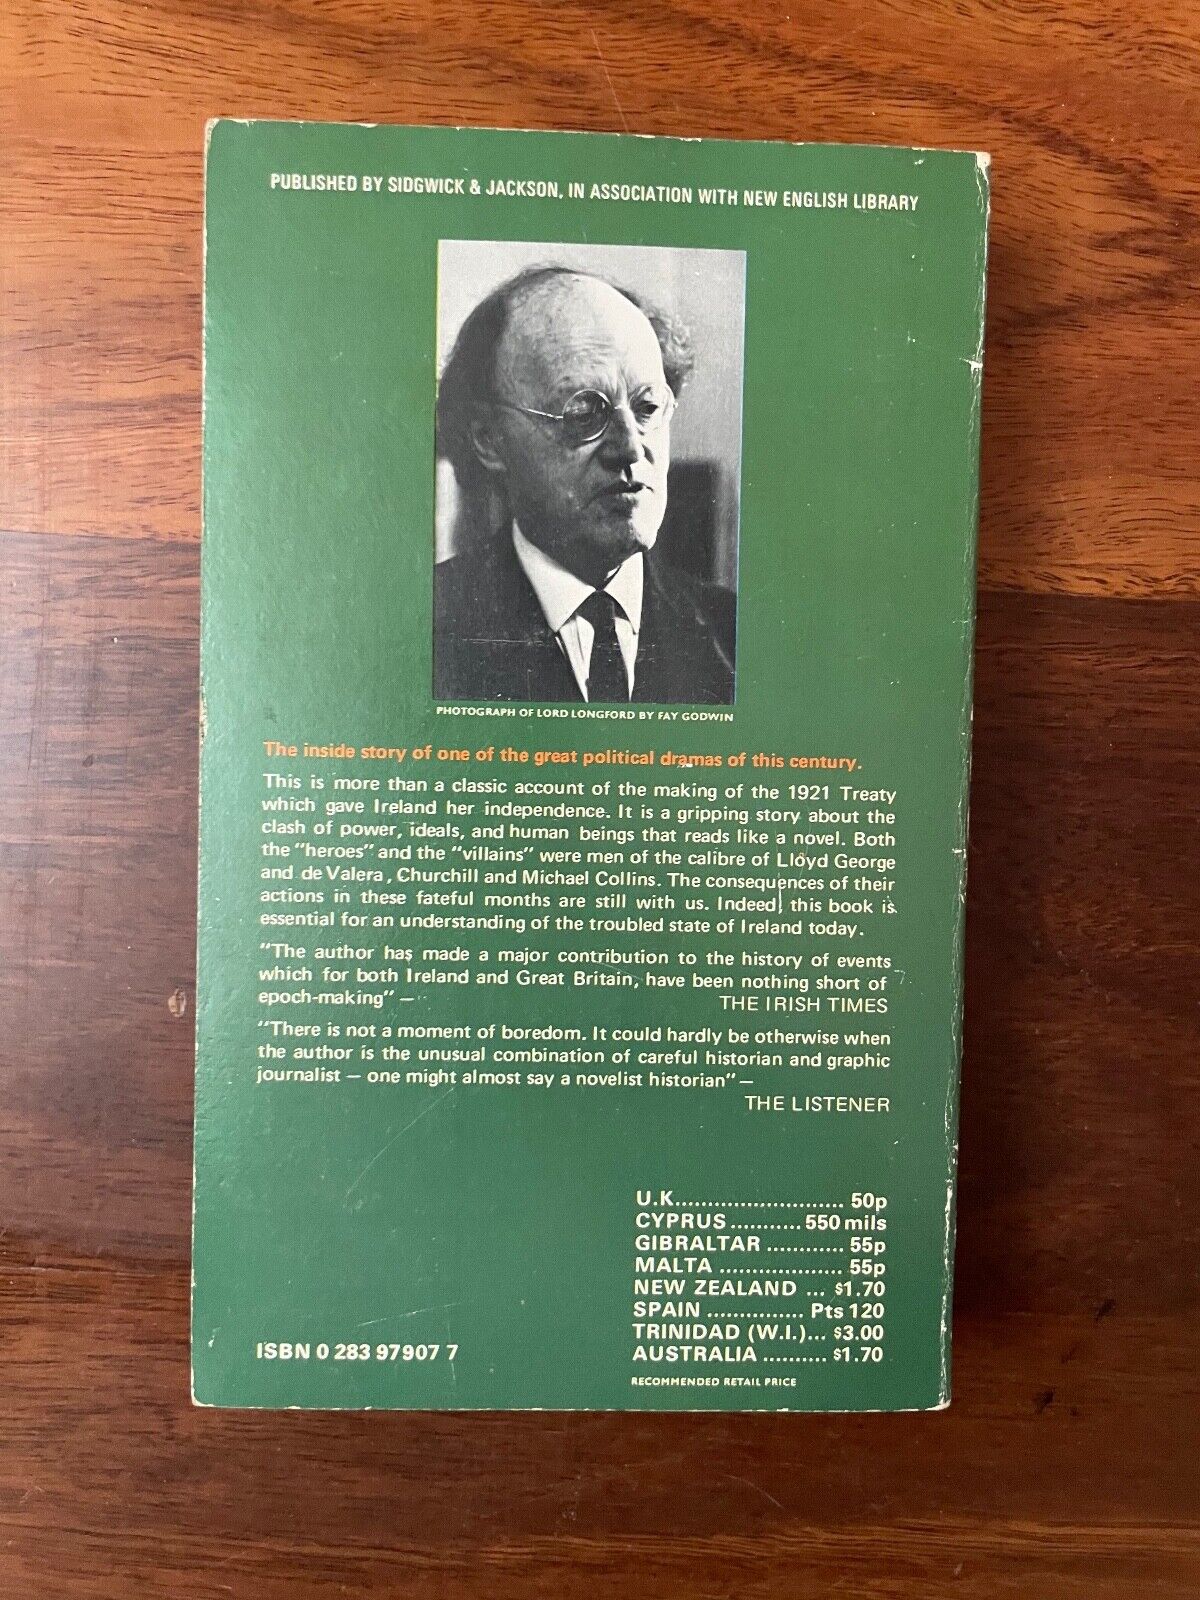 PUBLISHED BY SIDGWICK & JACKSON, IN ASSOCIATION WITH NEW ENGLISH LIBRARY
PHOTOGRAPH OF LORD LONGFORD BY FAY GODWIN
The inside story of one of the great political dramas of this century.
This is more than a classic account of the making of the 1921 Treaty
which gave Ireland her independence. It is a gripping story about the
clash of power, ideals, and human beings that reads like a novel. Both
the "heroes" and the "villains" were men of the calibre of Lloyd George
and de Valera, Churchill and Michael Collins. The consequences of their
actions in these fateful months are still with us. Indeed, this book is
essential for an understanding of the troubled state of Ireland today.
"The author has made a major contribution to the history of events
which for both Ireland and Great Britain, have been nothing short of
epoch-making" — THE IRISH TIMES
"There is not a moment of boredom. It could hardly be otherwise when
the author is the unusual combination of careful historian and graphic
journalist — one might almost say a novelist historian" —
THE LISTENER
U.K.......................... 50p
CYPRUS ........... 550 mils
GIBRALTAR ............ 55p
MALTA ................... 55p
NEW ZEALAND ... $1.70
SPAIN ............... Pts 120
TRINIDAD (W.I.)... $3.00
AUSTRALIA .......... $1.70
RECOMMENDED RETAIL PRICE
ISBN 0 283 97907 7